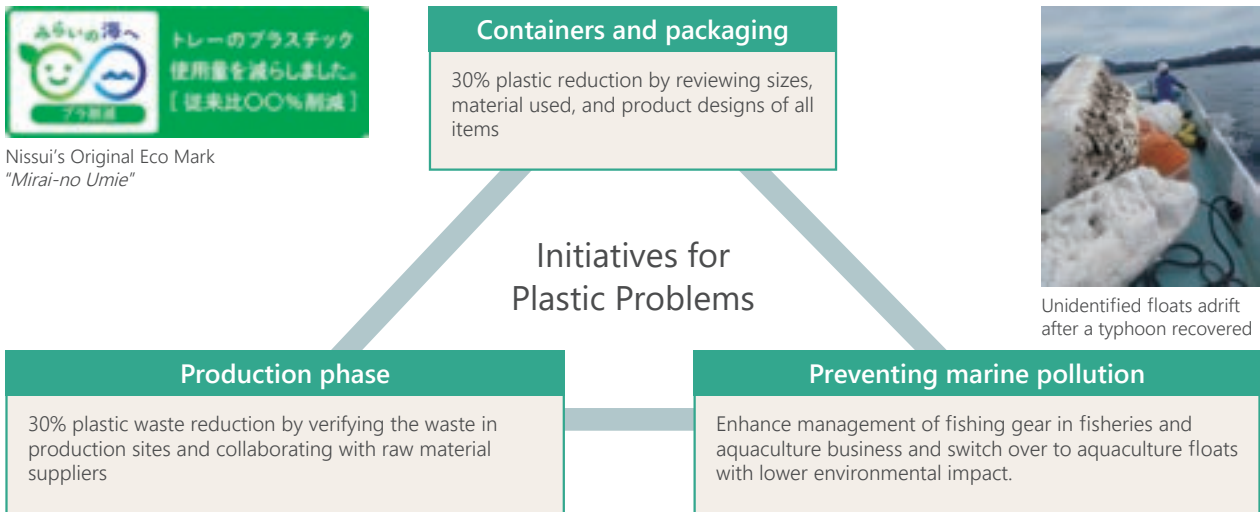 みらいの海へ
プラ削減
トレーのプラスチック
使用量を減らしました。
[従来比〇〇%削減]
Nissui's Original Eco Mark
"Mirai-no Umie"
Containers and packaging
30% plastic reduction by reviewing sizes,
material used, and product designs of all
items
Unidentified floats adrift
after a typhoon recovered
Initiatives for
Plastic Problems
Production phase
30% plastic waste reduction by verifying the waste in
production sites and collaborating with raw material
suppliers
Preventing marine pollution
Enhance management of fishing gear in fisheries and
aquaculture business and switch over to aquaculture floats
with lower environmental impact.